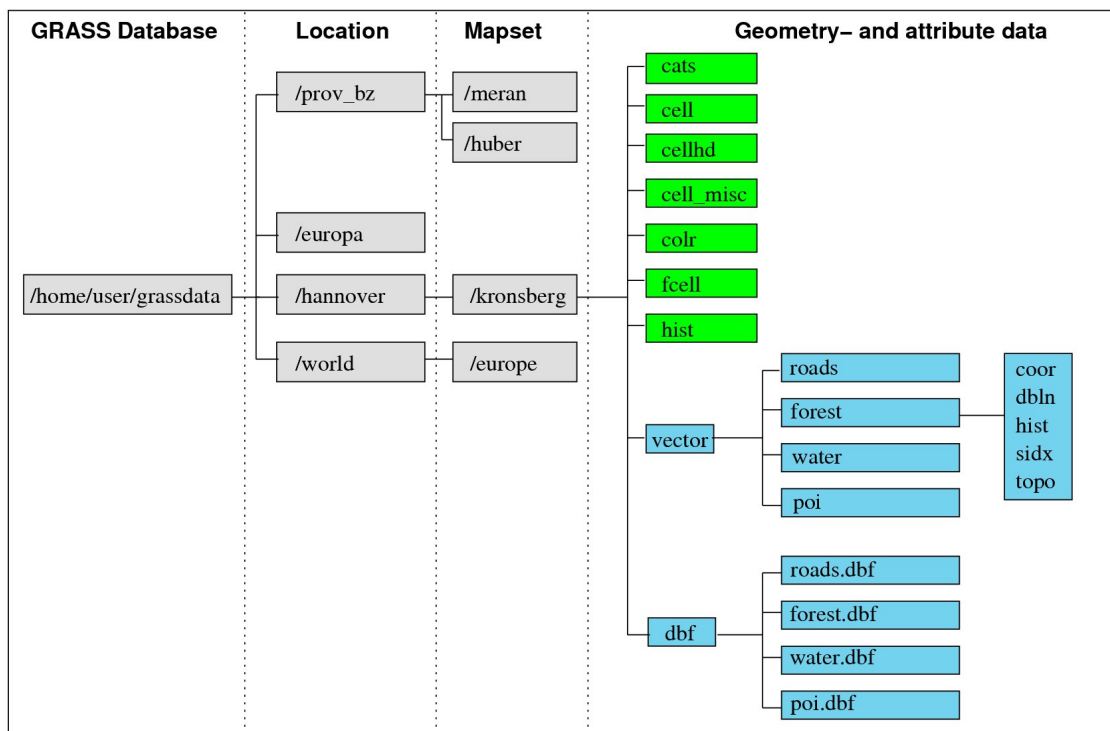 GRASS Database
Location
Mapset
Geometry− and attribute data
/home/user/grassdata
/prov_bz
/europa
/hannover
/world
/meran
/huber
/kronsberg
/europe
cats
cell
cellhd
cell_misc
colr
fcell
hist
vector
roads
forest
water
poi
coor
dbln
hist
sidx
topo
dbf
roads.dbf
forest.dbf
water.dbf
poi.dbf